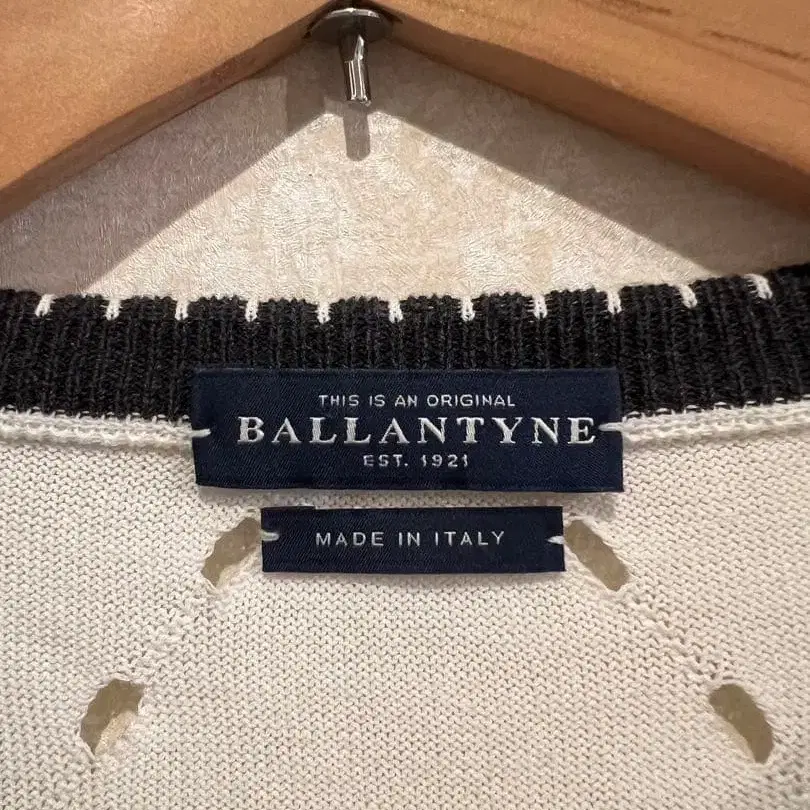 THIS IS AN ORIGINAL
BALLANTYNE
EST. 1921
MADE IN ITALY